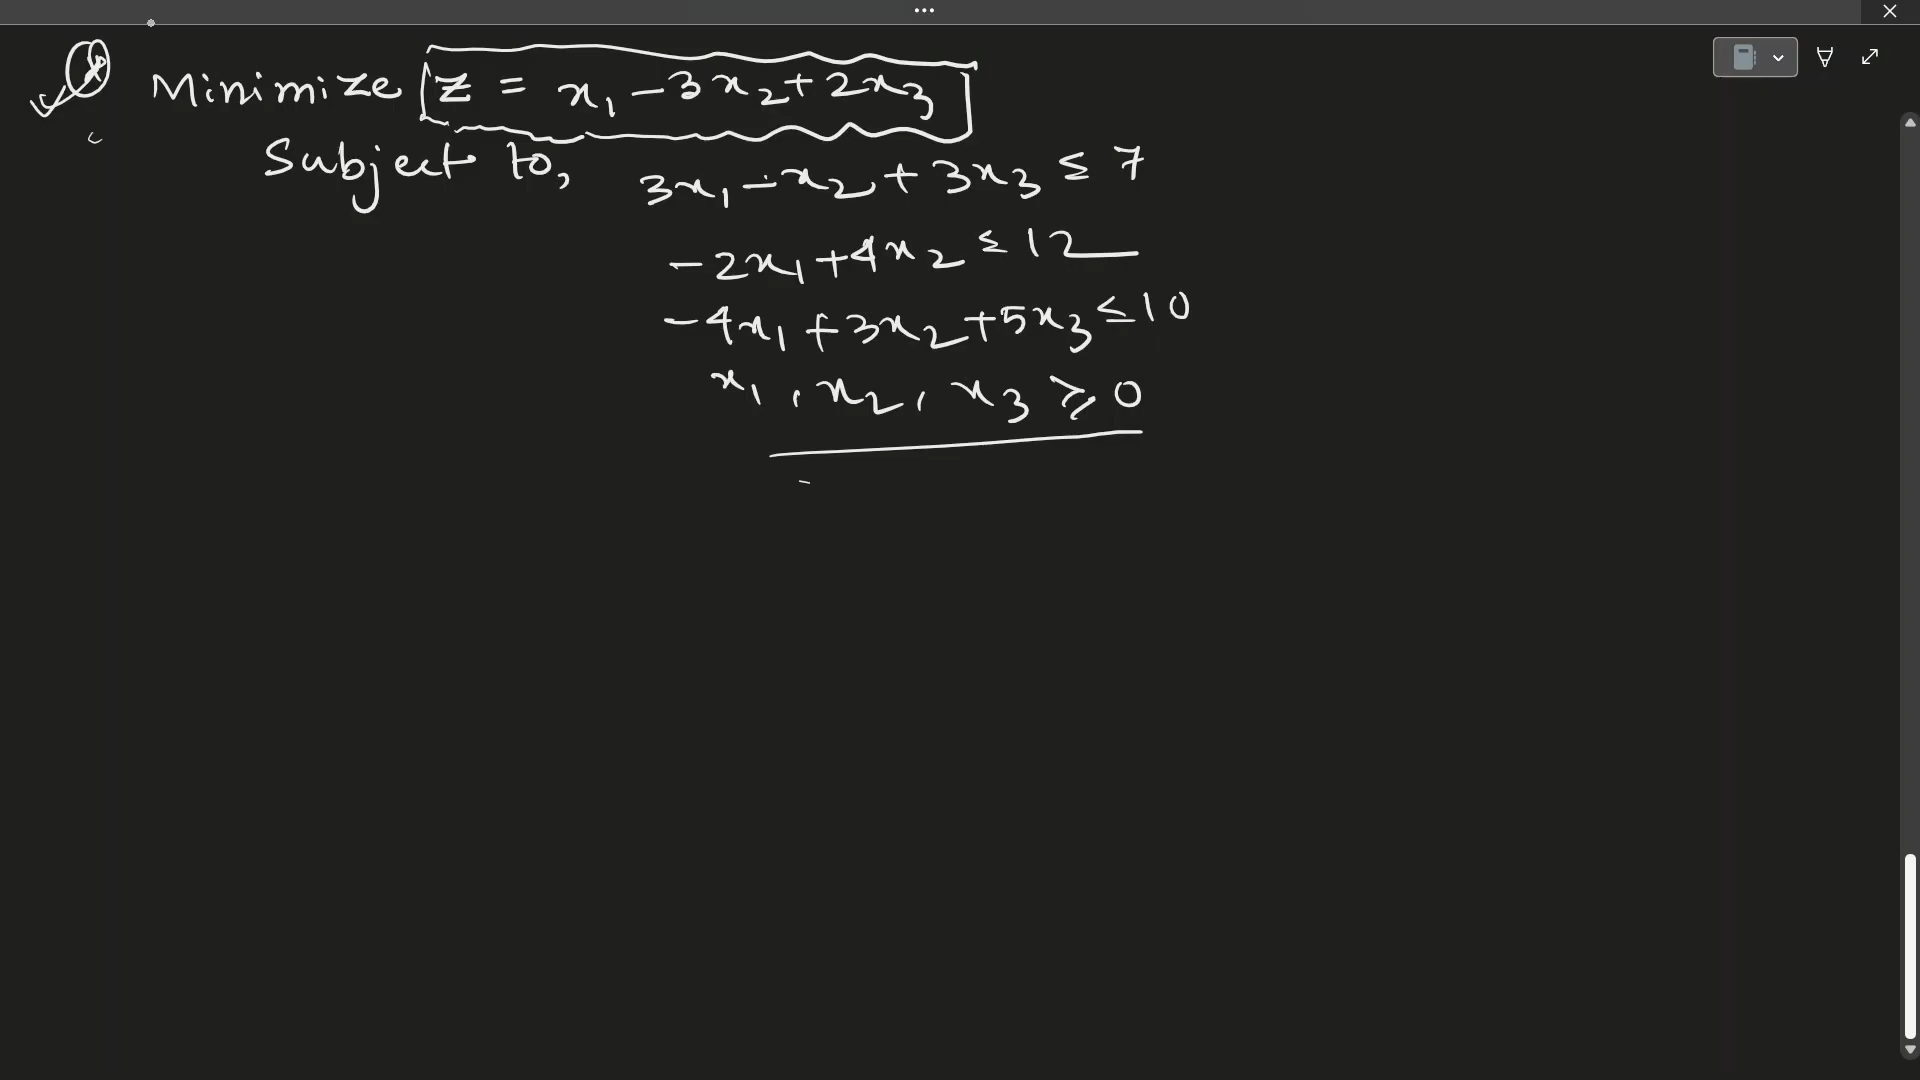 Minimize z = x₁ - 3x₂ + 2x₃
Subject to, 3x₁ - x₂ + 3x₃ ≤ 7
-2x₁ + 4x₂ ≤ 12
-4x₁ + 3x₂ + 5x₃ ≤ 10
x₁, x₂, x₃ ≥ 0